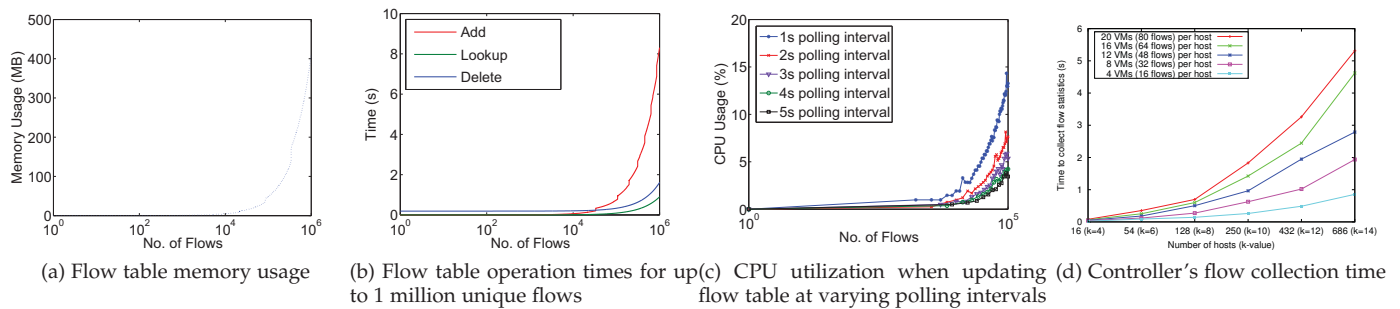 500
400
300
200
100
0
Memory Usage (MB)
10^0
10^2
10^4
10^6
No. of Flows
(a) Flow table memory usage
10
8
6
4
2
0
Time (s)
Add
Lookup
Delete
10^0
10^2
10^4
10^6
No. of Flows
(b) Flow table operation times for up
to 1 million unique flows
20
15
10
5
0
CPU Usage (%)
1s polling interval
2s polling interval
3s polling interval
4s polling interval
5s polling interval
10^0
10^5
No. of Flows
(c) CPU utilization when updating
flow table at varying polling intervals
6
5
4
3
2
1
0
Time to collect flow statistics (s)
20 VMs (80 flows) per host
16 VMs (64 flows) per host
12 VMs (48 flows) per host
8 VMs (32 flows) per host
4 VMs (16 flows) per host
16 (k=4)
54 (k=6)
128 (k=8)
250 (k=10)
432 (k=12)
686 (k=14)
Number of hosts (k-value)
(d) Controller's flow collection time